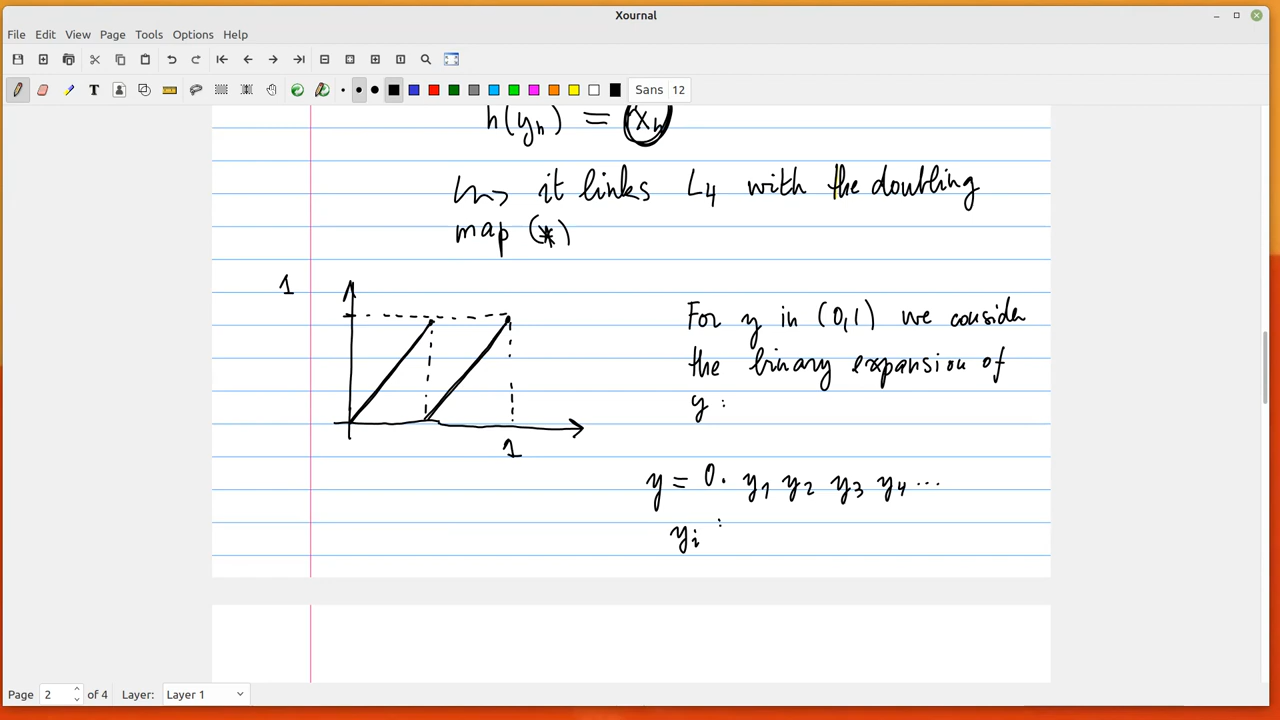 Xournal
File Edit View Page Tools Options Help
Sans 12
h(yn) = xn
it links L4 with the doubling
map (*)
1
For y in (0,1) we consider
the binary expansion of
y :
1
y = 0. y1 y2 y3 y4 ...
yi :
Page 2 of 4 Layer: Layer 1